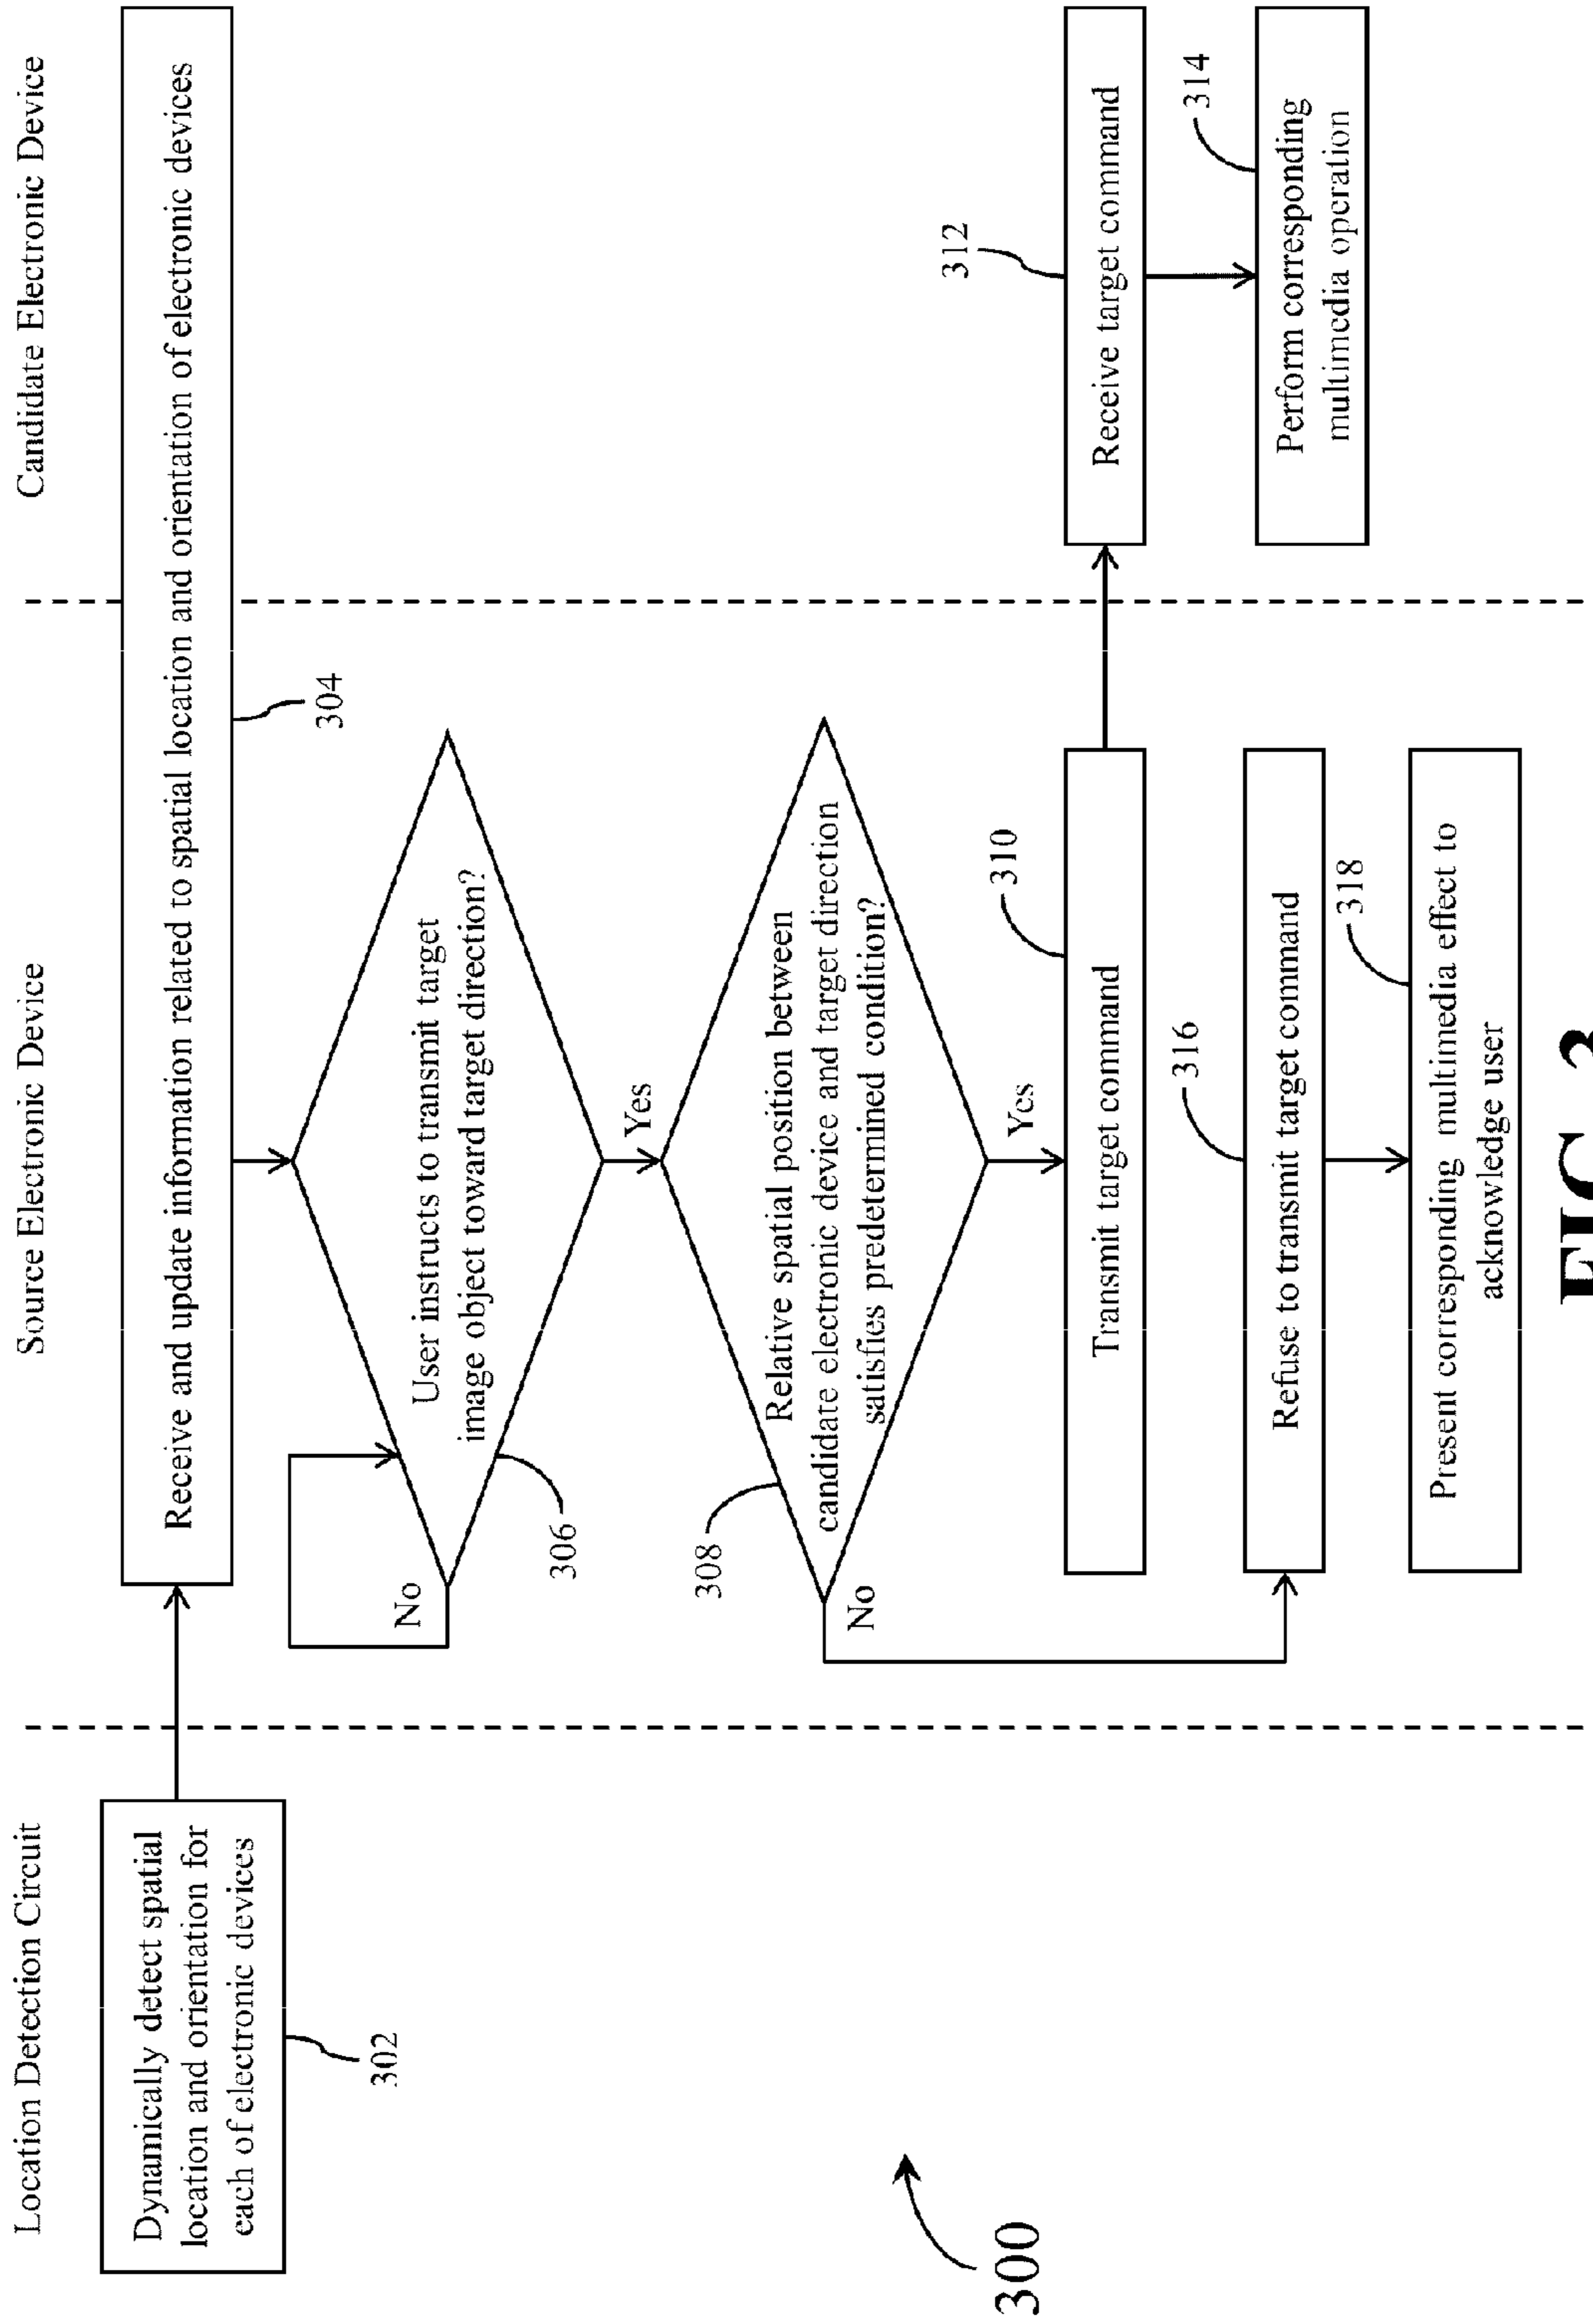 Location Detection Circuit
Source Electronic Device
Candidate Electronic Device
Dynamically detect spatial
location and orientation for
each of electronic devices
302
Receive and update information related to spatial location and orientation of electronic devices
304
User instructs to transmit target
image object toward target direction?
306
No
Yes
Relative spatial position between
candidate electronic device and target direction
satisfies predetermined condition?
308
No
Yes
Transmit target command
310
Receive target command
312
Perform corresponding
multimedia operation
314
Refuse to transmit target command
316
Present corresponding multimedia effect to
acknowledge user
318
300
FIG 3